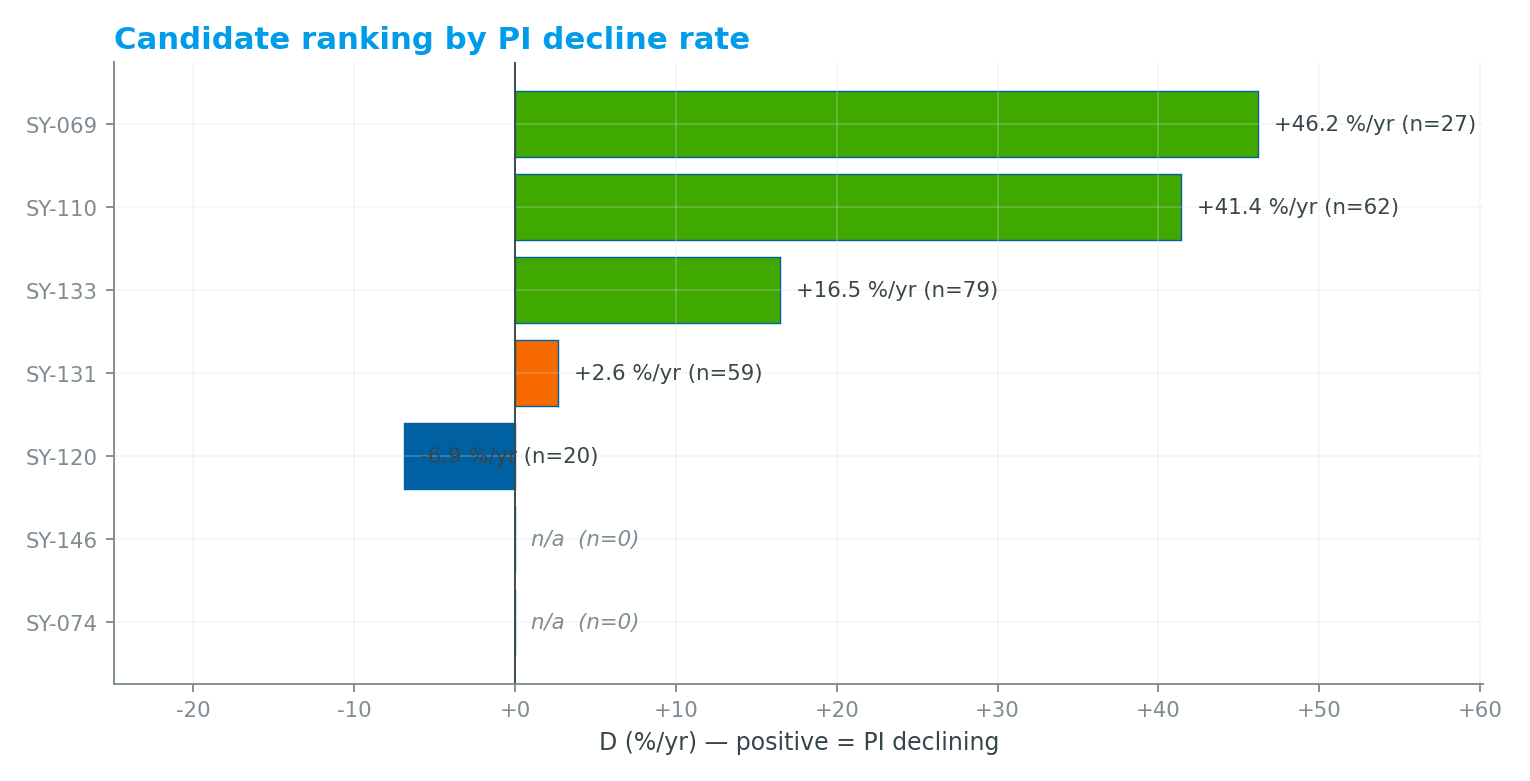 Candidate ranking by PI decline rate
SY-069
+46.2 %/yr (n=27)
SY-110
+41.4 %/yr (n=62)
SY-133
+16.5 %/yr (n=79)
SY-131
+2.6 %/yr (n=59)
SY-120
-6.9 %/yr (n=20)
SY-146
n/a (n=0)
SY-074
n/a (n=0)
-20 -10 +0 +10 +20 +30 +40 +50 +60
D (%/yr) — positive = PI declining